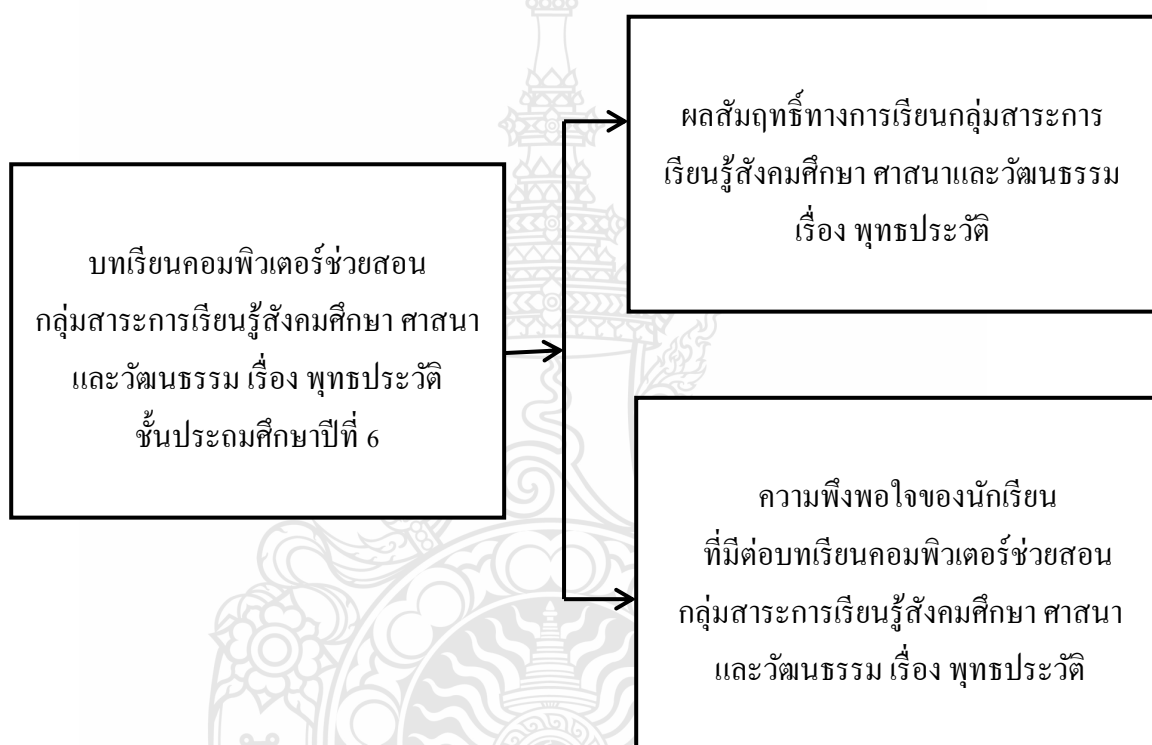 บทเรียนคอมพิวเตอร์ช่วยสอน
กลุ่มสาระการเรียนรู้สังคมศึกษา ศาสนา
และวัฒนธรรม เรื่อง พุทธประวัติ
ชั้นประถมศึกษาปีที่ 6
ผลสัมฤทธิ์ทางการเรียนกลุ่มสาระการ
เรียนรู้สังคมศึกษา ศาสนาและวัฒนธรรม
เรื่อง พุทธประวัติ
ความพึงพอใจของนักเรียน
ที่มีต่อบทเรียนคอมพิวเตอร์ช่วยสอน
กลุ่มสาระการเรียนรู้สังคมศึกษา ศาสนา
และวัฒนธรรม เรื่อง พุทธประวัติ